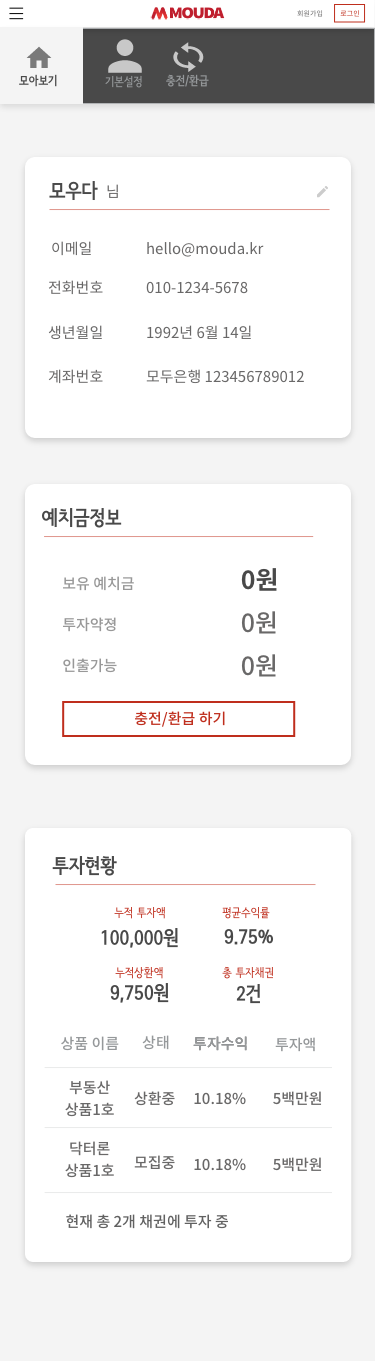 MOUDA
회원가입
로그인
모아보기
기본설정
충전/환급
모우다 님
이메일 hello@mouda.kr
전화번호 010-1234-5678
생년월일 1992년 6월 14일
계좌번호 모두은행 123456789012
예치금정보
보유 예치금 0원
투자약졍 0원
인출가능 0원
충전/환급 하기
투자현황
누적 투자액 평균수익률
100,000원 9.75%
누적상환액 총 투자채권
9,750원 2건
상품 이름 상태 투자수익 투자액
부동산
상품1호 상환중 10.18% 5백만원
닥터론
상품1호 모집중 10.18% 5백만원
현재 총 2개 채권에 투자 중